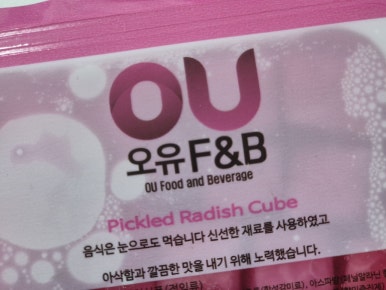 OU
오유F&B
OU Food and Beverage
Pickled Radish Cube
음식은 눈으로도 먹습니다 신선한 재료를 사용하였고
아삭함과 깔끔한 맛을 내기 위해 노력했습니다.